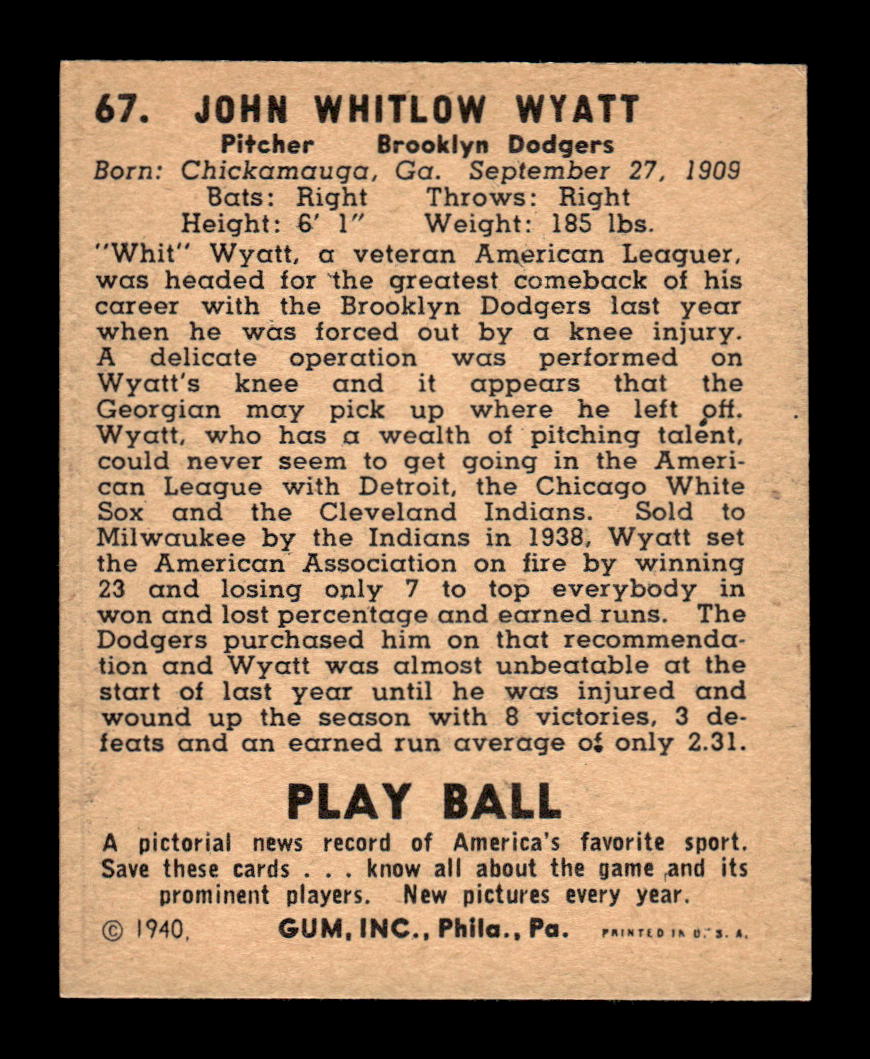 67. JOHN WHITLOW WYATT
Pitcher Brooklyn Dodgers
Born: Chickamauga, Ga. September 27, 1909
Bats: Right Throws: Right
Height: 6' 1" Weight: 185 lbs.
"Whit" Wyatt, a veteran American Leaguer,
was headed for the greatest comeback of his
career with the Brooklyn Dodgers last year
when he was forced out by a knee injury.
A delicate operation was performed on
Wyatt's knee and it appears that the
Georgian may pick up where he left off.
Wyatt, who has a wealth of pitching talent,
could never seem to get going in the Ameri-
can League with Detroit, the Chicago White
Sox and the Cleveland Indians. Sold to
Milwaukee by the Indians in 1938, Wyatt set
the American Association on fire by winning
23 and losing only 7 to top everybody in
won and lost percentage and earned runs. The
Dodgers purchased him on that recommenda-
tion and Wyatt was almost unbeatable at the
start of last year until he was injured and
wound up the season with 8 victories, 3 de-
feats and an earned run average of only 2.31.
PLAY BALL
A pictorial news record of America's favorite sport.
Save these cards . . . know all about the game and its
prominent players. New pictures every year.
© 1940, GUM, INC., Phila., Pa. PRINTED IN U. S. A.